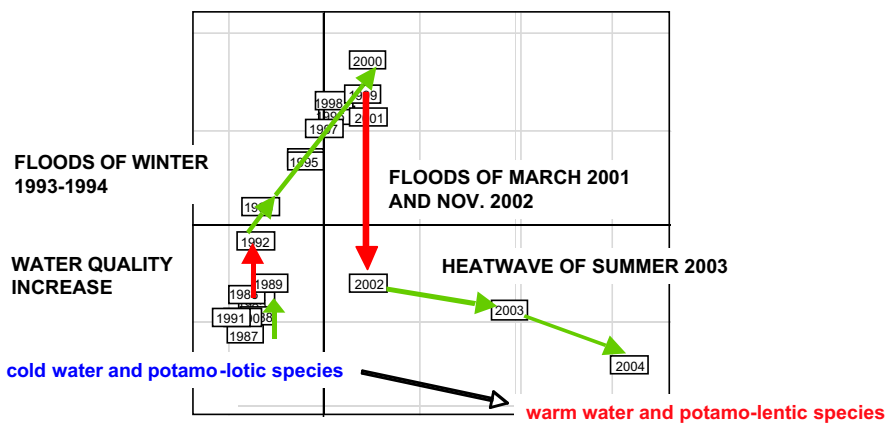 2000
1998
2001
1997
1995
FLOODS OF WINTER
1993-1994
FLOODS OF MARCH 2001
AND NOV. 2002
1992
WATER QUALITY
INCREASE
HEATWAVE OF SUMMER 2003
1989
2002
2003
1991
1987
2004
cold water and potamo-lotic species
warm water and potamo-lentic species